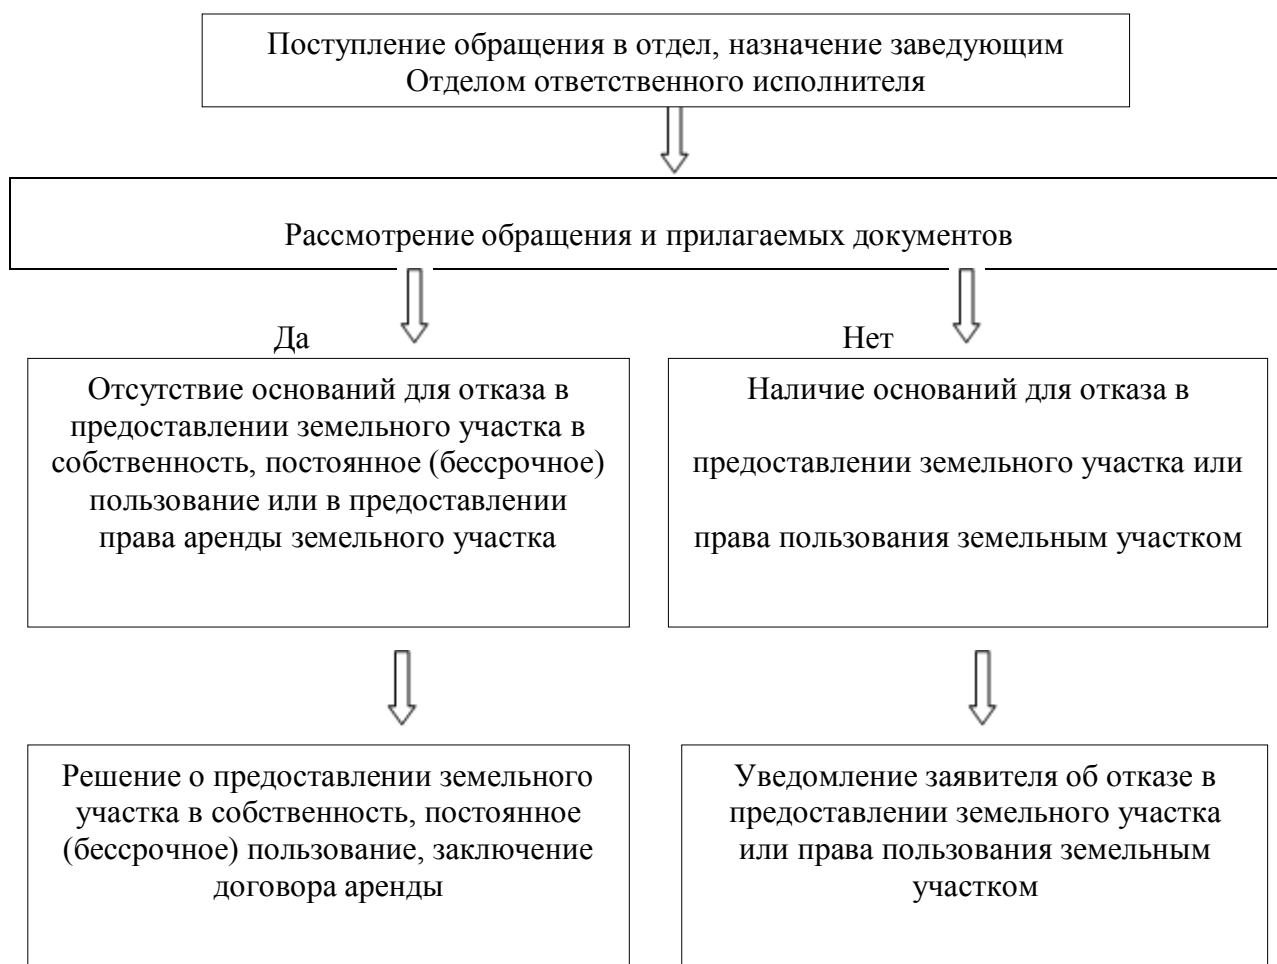 Поступление обращения в отдел, назначение заведующим
Отделом ответственного исполнителя
Рассмотрение обращения и прилагаемых документов
Да
Нет
Отсутствие оснований для отказа в
предоставлении земельного участка в
собственность, постоянное (бессрочное)
пользование или в предоставлении
права аренды земельного участка
Наличие оснований для отказа в
предоставлении земельного участка или
права пользования земельным участком
Решение о предоставлении земельного
участка в собственность, постоянное
(бессрочное) пользование, заключение
договора аренды
Уведомление заявителя об отказе в
предоставлении земельного участка
или права пользования земельным
участком